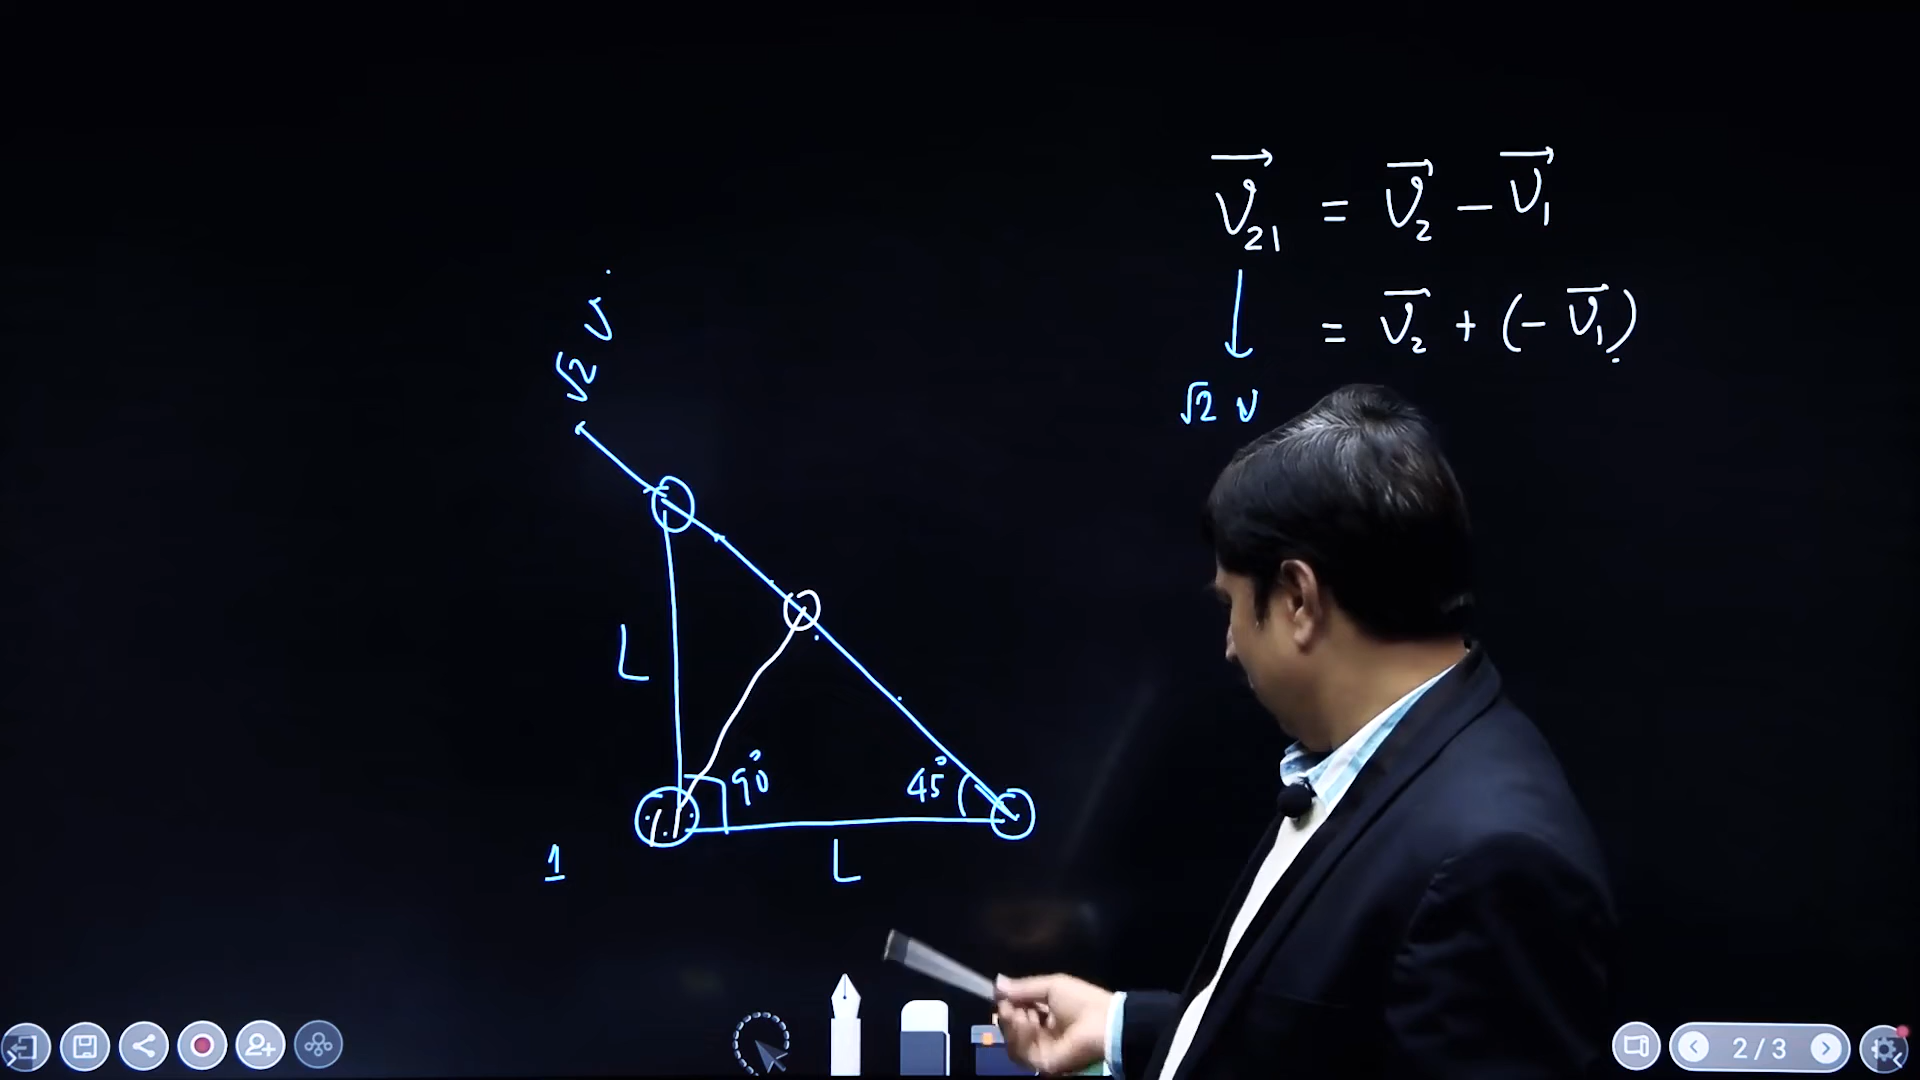 V⃗21 = V⃗2 − V⃗1
= V⃗2 + (− V⃗1)
√2 v
√2 v
L
90°
45°
1
L
2 / 3